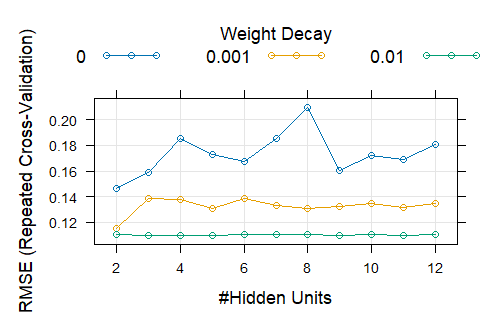 Weight Decay
0 0.001 0.01
RMSE (Repeated Cross-Validation)
0.20
0.18
0.16
0.14
0.12
2 4 6 8 10 12
#Hidden Units